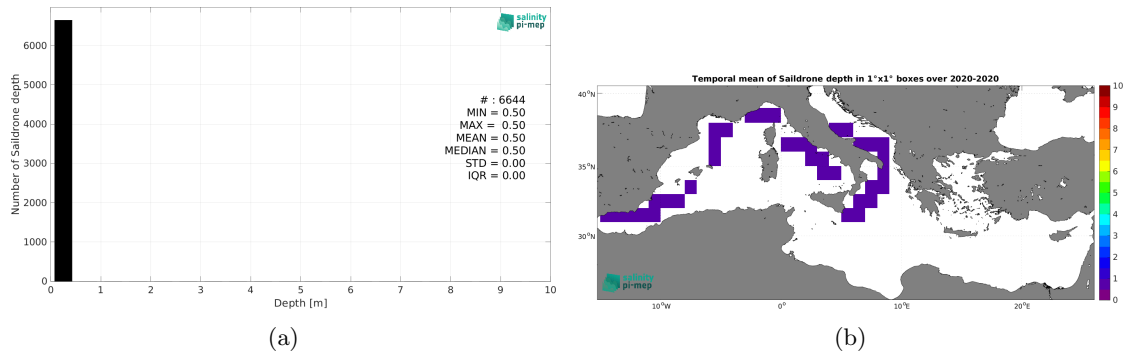 Number of Saildrone depth
6000
5000
4000
3000
2000
1000
0
0 1 2 3 4 5 6 7 8 9 10
Depth [m]
salinity
pi-mep
# : 6644
MIN = 0.50
MAX = 0.50
MEAN = 0.50
MEDIAN = 0.50
STD = 0.00
IQR = 0.00
(a)
Temporal mean of Saildrone depth in 1°x1° boxes over 2020-2020
40°N
35°N
30°N
10°W 0° 10°E 20°E
salinity
pi-mep
10
9
8
7
6
5
4
3
2
1
0
(b)